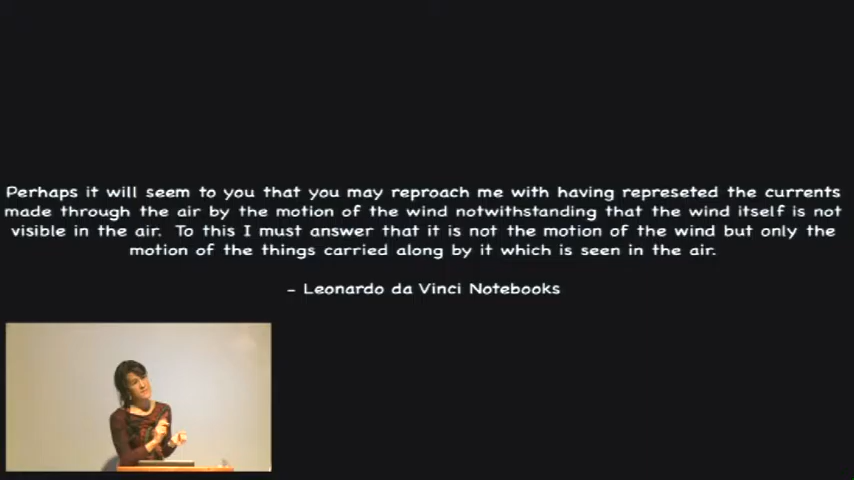 Perhaps it will seem to you that you may reproach me with having represeted the currents
made through the air by the motion of the wind notwithstanding that the wind itself is not
visible in the air. To this I must answer that it is not the motion of the wind but only the
motion of the things carried along by it which is seen in the air.
- Leonardo da Vinci Notebooks